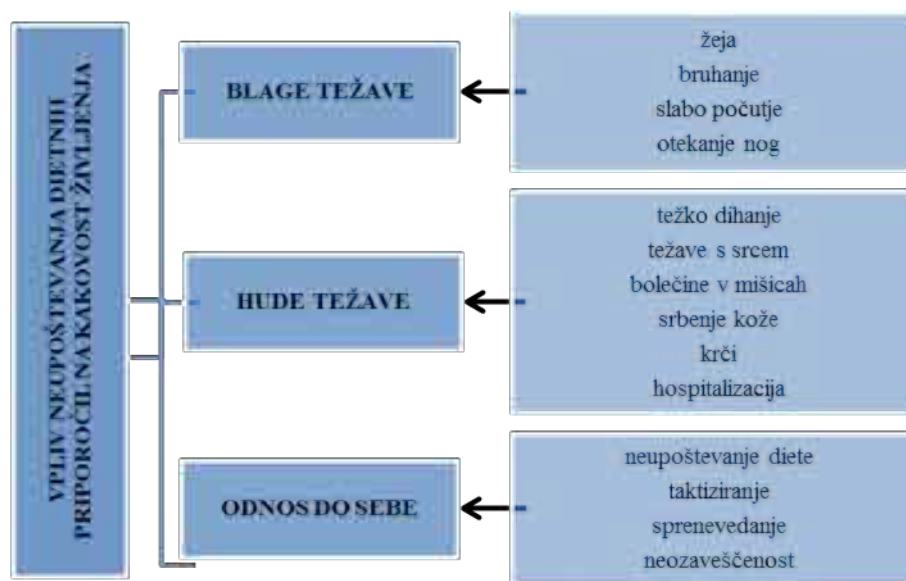 VPLIV NEUPOŠTEVANJA DIETNIH
PRIPOROČIL NA KAKOVOST ŽIVLJENJA
BLAGE TEŽAVE
žeja
bruhanje
slabo počutje
otekanje nog
HUDE TEŽAVE
težko dihanje
težave s srcem
bolečine v mišicah
srbenje kože
krči
hospitalizacija
ODNOS DO SEBE
neupoštevanje diete
taktiziranje
sprenevedanje
neozaveščenost